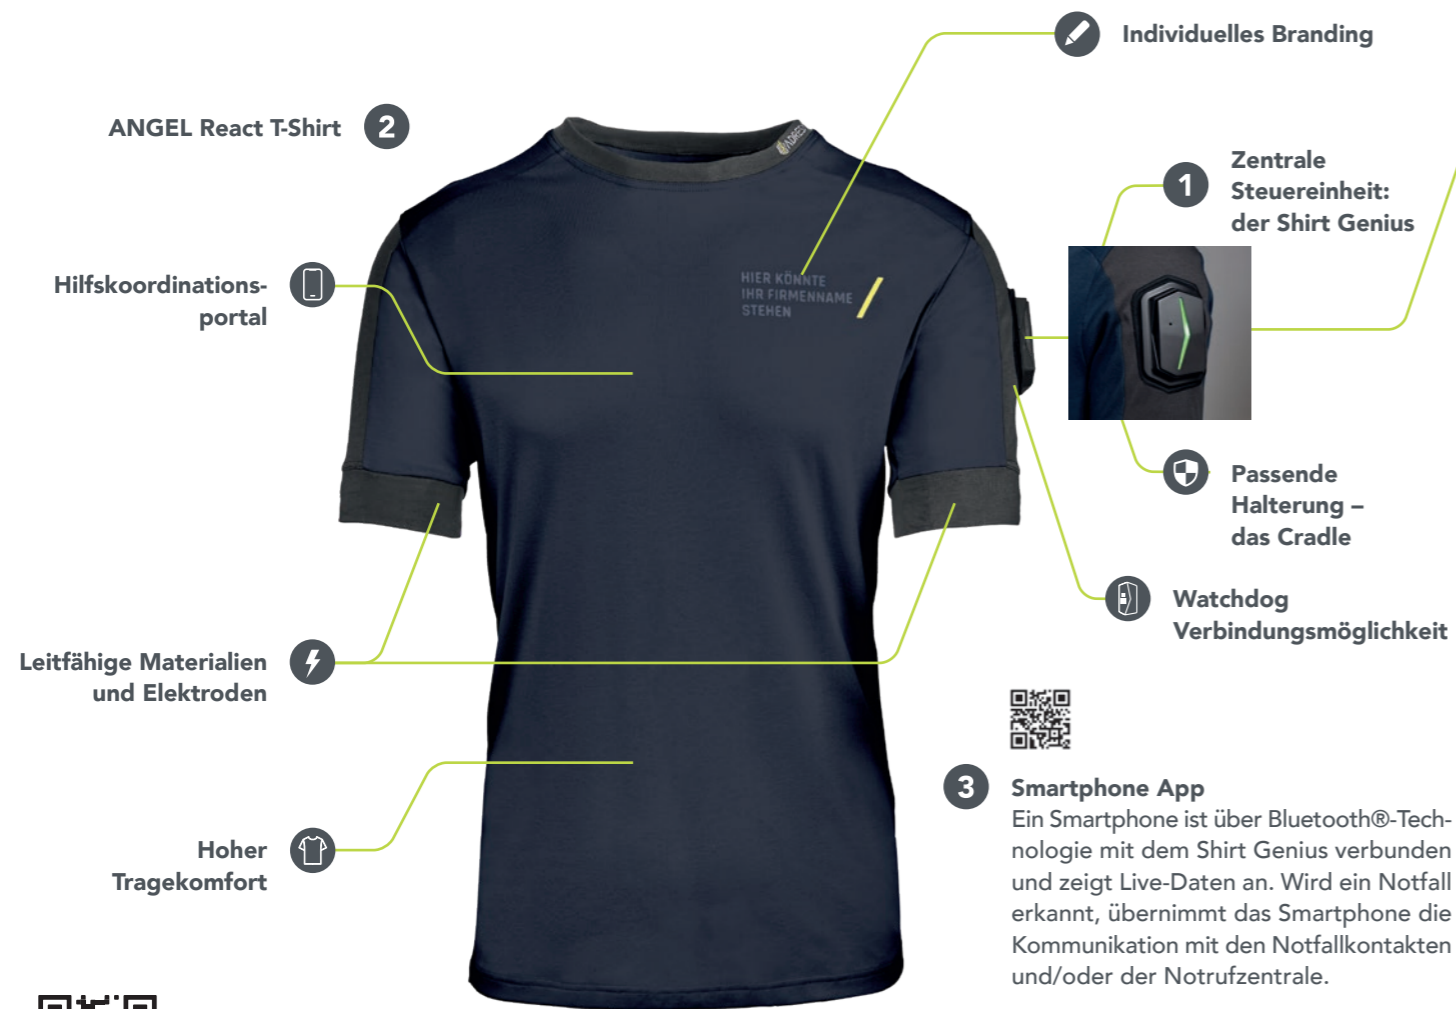 Individuelles Branding
ANGEL React T-Shirt
2
1
Zentrale
Steuereinheit:
der Shirt Genius
HIER KÖNNTE
IHR FIRMENNAME
STEHEN
Hilfskoordinations-
portal
Passende
Halterung –
das Cradle
Watchdog
Verbindungsmöglichkeit
Leitfähige Materialien
und Elektroden
Hoher
Tragekomfort
3
Smartphone App
Ein Smartphone ist über Bluetooth®-Tech-
nologie mit dem Shirt Genius verbunden
und zeigt Live-Daten an. Wird ein Notfall
erkannt, übernimmt das Smartphone die
Kommunikation mit den Notfallkontakten
und/oder der Notrufzentrale.